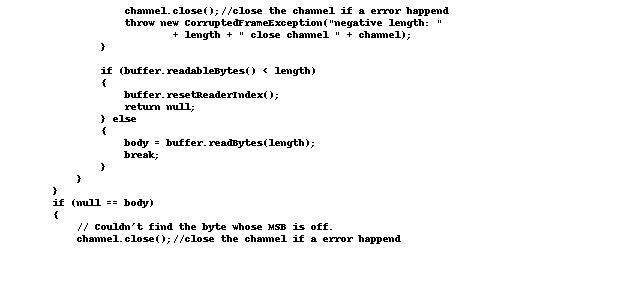 channel.close();//close the channel if a error happend
throw new CorruptedFrameException("negative length: "
+ length + " close channel " + channel);
}
if (buffer.readableBytes() < length)
{
buffer.resetReaderIndex();
return null;
} else
{
body = buffer.readBytes(length);
break;
}
}
}
if (null == body)
{
// Couldn't find the byte whose MSB is off.
channel.close();//close the channel if a error happend